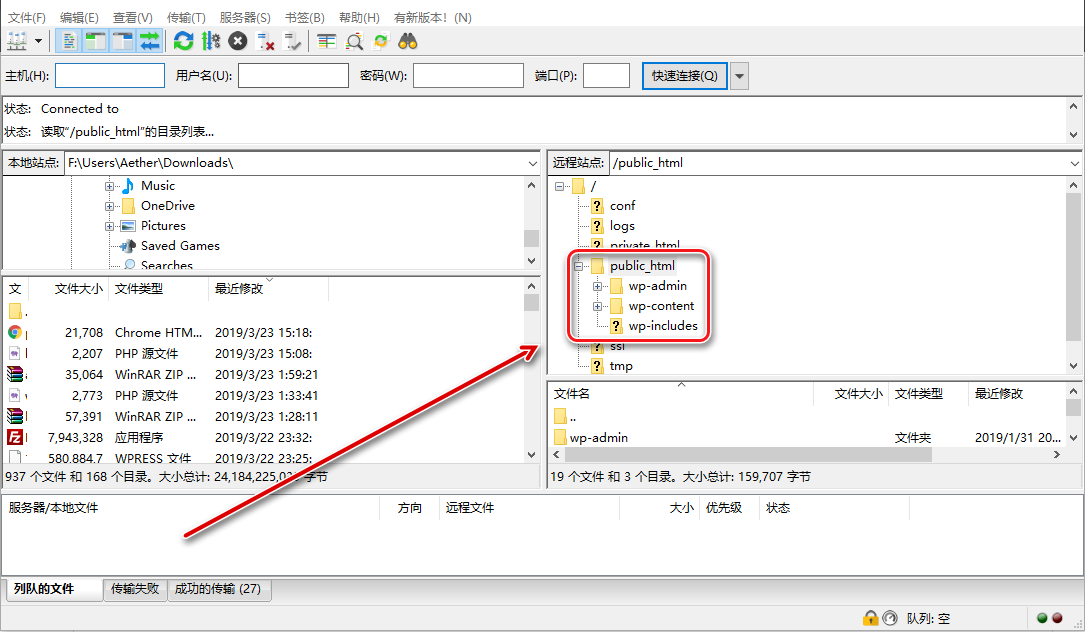 文件(F) 编辑(E) 查看(V) 传输(T) 服务器(S) 书签(B) 帮助(H) 有新版本！(N)
主机(H): 用户名(U): 密码(W): 端口(P): 快速连接(Q)
状态: Connected to
状态: 读取“/public_html”的目录列表...
本地站点: F:\Users\Aether\Downloads\
Music
OneDrive
Pictures
Saved Games
Searches
文 文件大小 文件类型 最近修改
.
21,708 Chrome HTM... 2019/3/23 15:18:
2,207 PHP 源文件 2019/3/23 15:08:
35,064 WinRAR ZIP ... 2019/3/23 1:59:21
2,773 PHP 源文件 2019/3/23 1:33:41
57,391 WinRAR ZIP ... 2019/3/23 1:28:11
7,943,328 应用程序 2019/3/22 23:32:
580,884,7 WPRESS 文件 2019/3/22 23:25:
937 个文件 和 168 个目录。大小总计: 24,184,225,0 字节
远程站点: /public_html
/
conf
logs
private_html
public_html
wp-admin
wp-content
wp-includes
ssl
tmp
文件名 文件大小 文件类型 最近修改
..
wp-admin 文件夹 2019/1/31 20...
19 个文件 和 3 个目录。大小总计: 159,707 字节
服务器/本地文件 方向 远程文件 大小 优先级 状态
列队的文件 传输失败 成功的传输 (27)
队列: 空